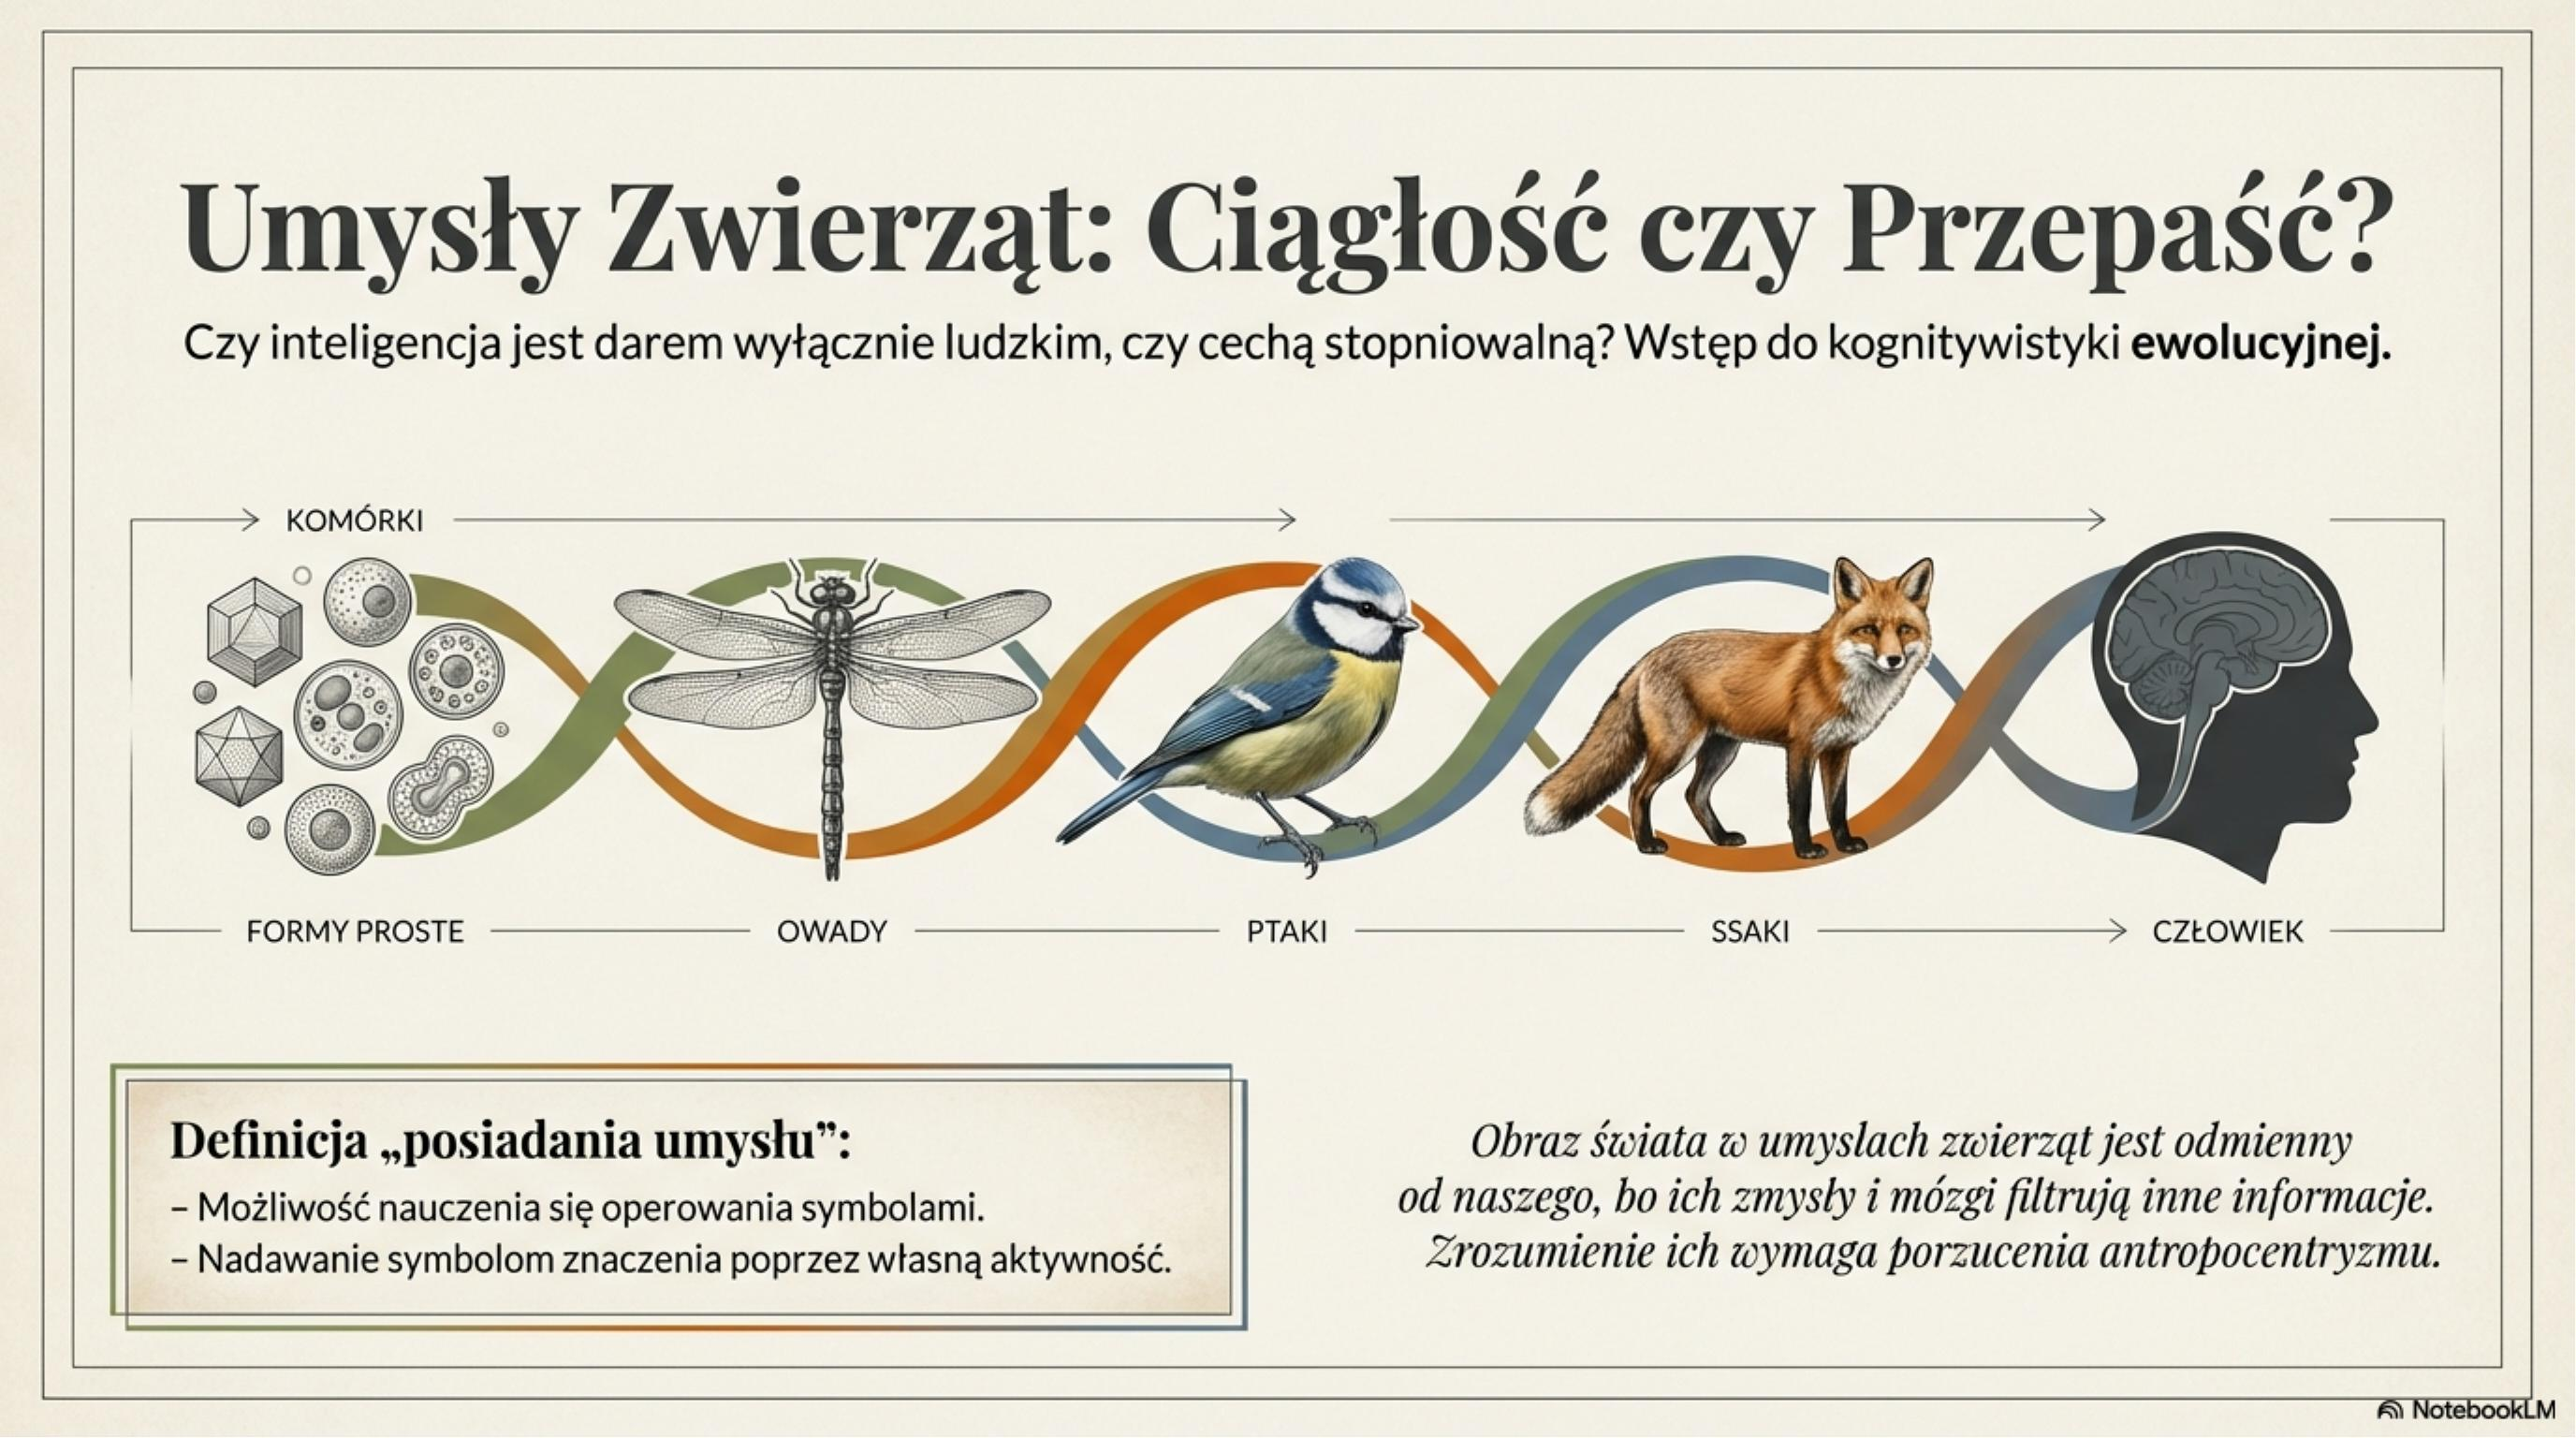 Umysły Zwierząt: Ciągłość czy Przepaść?
Czy inteligencja jest darem wyłącznie ludzkim, czy cechą stopniowalną? Wstęp do kognitywistyki ewolucyjnej.
KOMÓRKI
FORMY PROSTE
OWADY
PTAKI
SSAKI
CZŁOWIEK
Definicja „posiadania umysłu”:
– Możliwość nauczenia się operowania symbolami.
– Nadawanie symbolom znaczenia poprzez własną aktywność.
Obraz świata w umyslach zwierząt jest odmienny
od naszego, bo ich zmysły i mózgi filtrują inne informacje.
Zrozumienie ich wymaga porzucenia antropocentryzmu.
NotebookLM